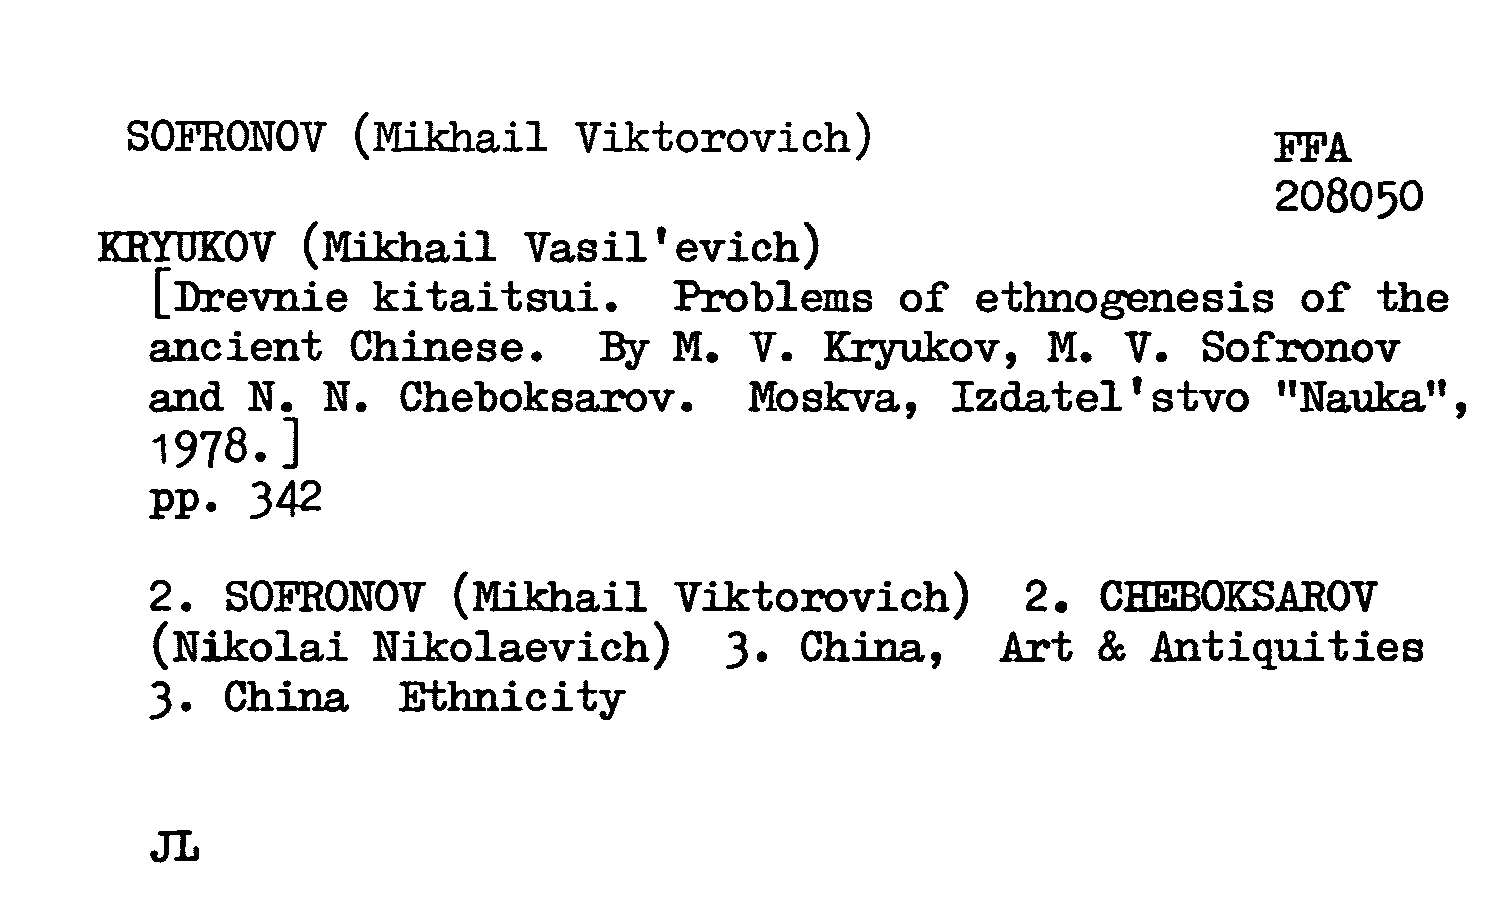 SOFRONOV (Mikhail Viktorovich)
FFA
208050
KRYUKOV (Mikhail Vasil'evich)
[Drevnie kitaitsui. Problems of ethnogenesis of the
ancient Chinese. By M. V. Kryukov, M. V. Sofronov
and N. N. Cheboksarov. Moskva, Izdatel'stvo "Nauka",
1978.]
pp. 342
2. SOFRONOV (Mikhail Viktorovich) 2. CHEBOKSAROV
(Nikolai Nikolaevich) 3. China, Art & Antiquities
3. China Ethnicity
JL